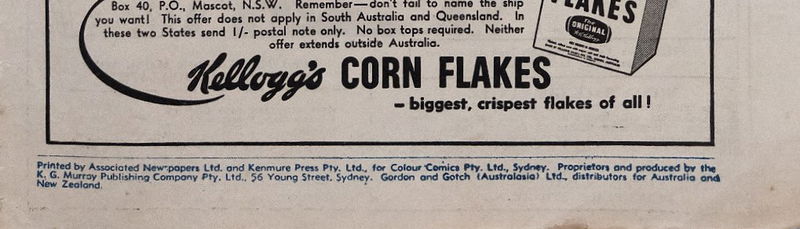 Box 40, P.O., Mascot, N.S.W. Remember—don't fail to name the ship
you want! This offer does not apply in South Australia and Queensland. In
these two States send 1/- postal note only. No box tops required. Neither
offer extends outside Australia.
FLAKES
The
ORIGINAL
Kellogg's CORN FLAKES
– biggest, crispest flakes of all!
Printed by Associated Newspapers Ltd. and Kenmure Press Pty. Ltd., for Colour Comics Pty. Ltd., Sydney. Proprietors and produced by the
K. G. Murray Publishing Company Pty. Ltd., 56 Young Street, Sydney. Gordon and Gotch (Australasia) Ltd., distributors for Australia and
New Zealand.